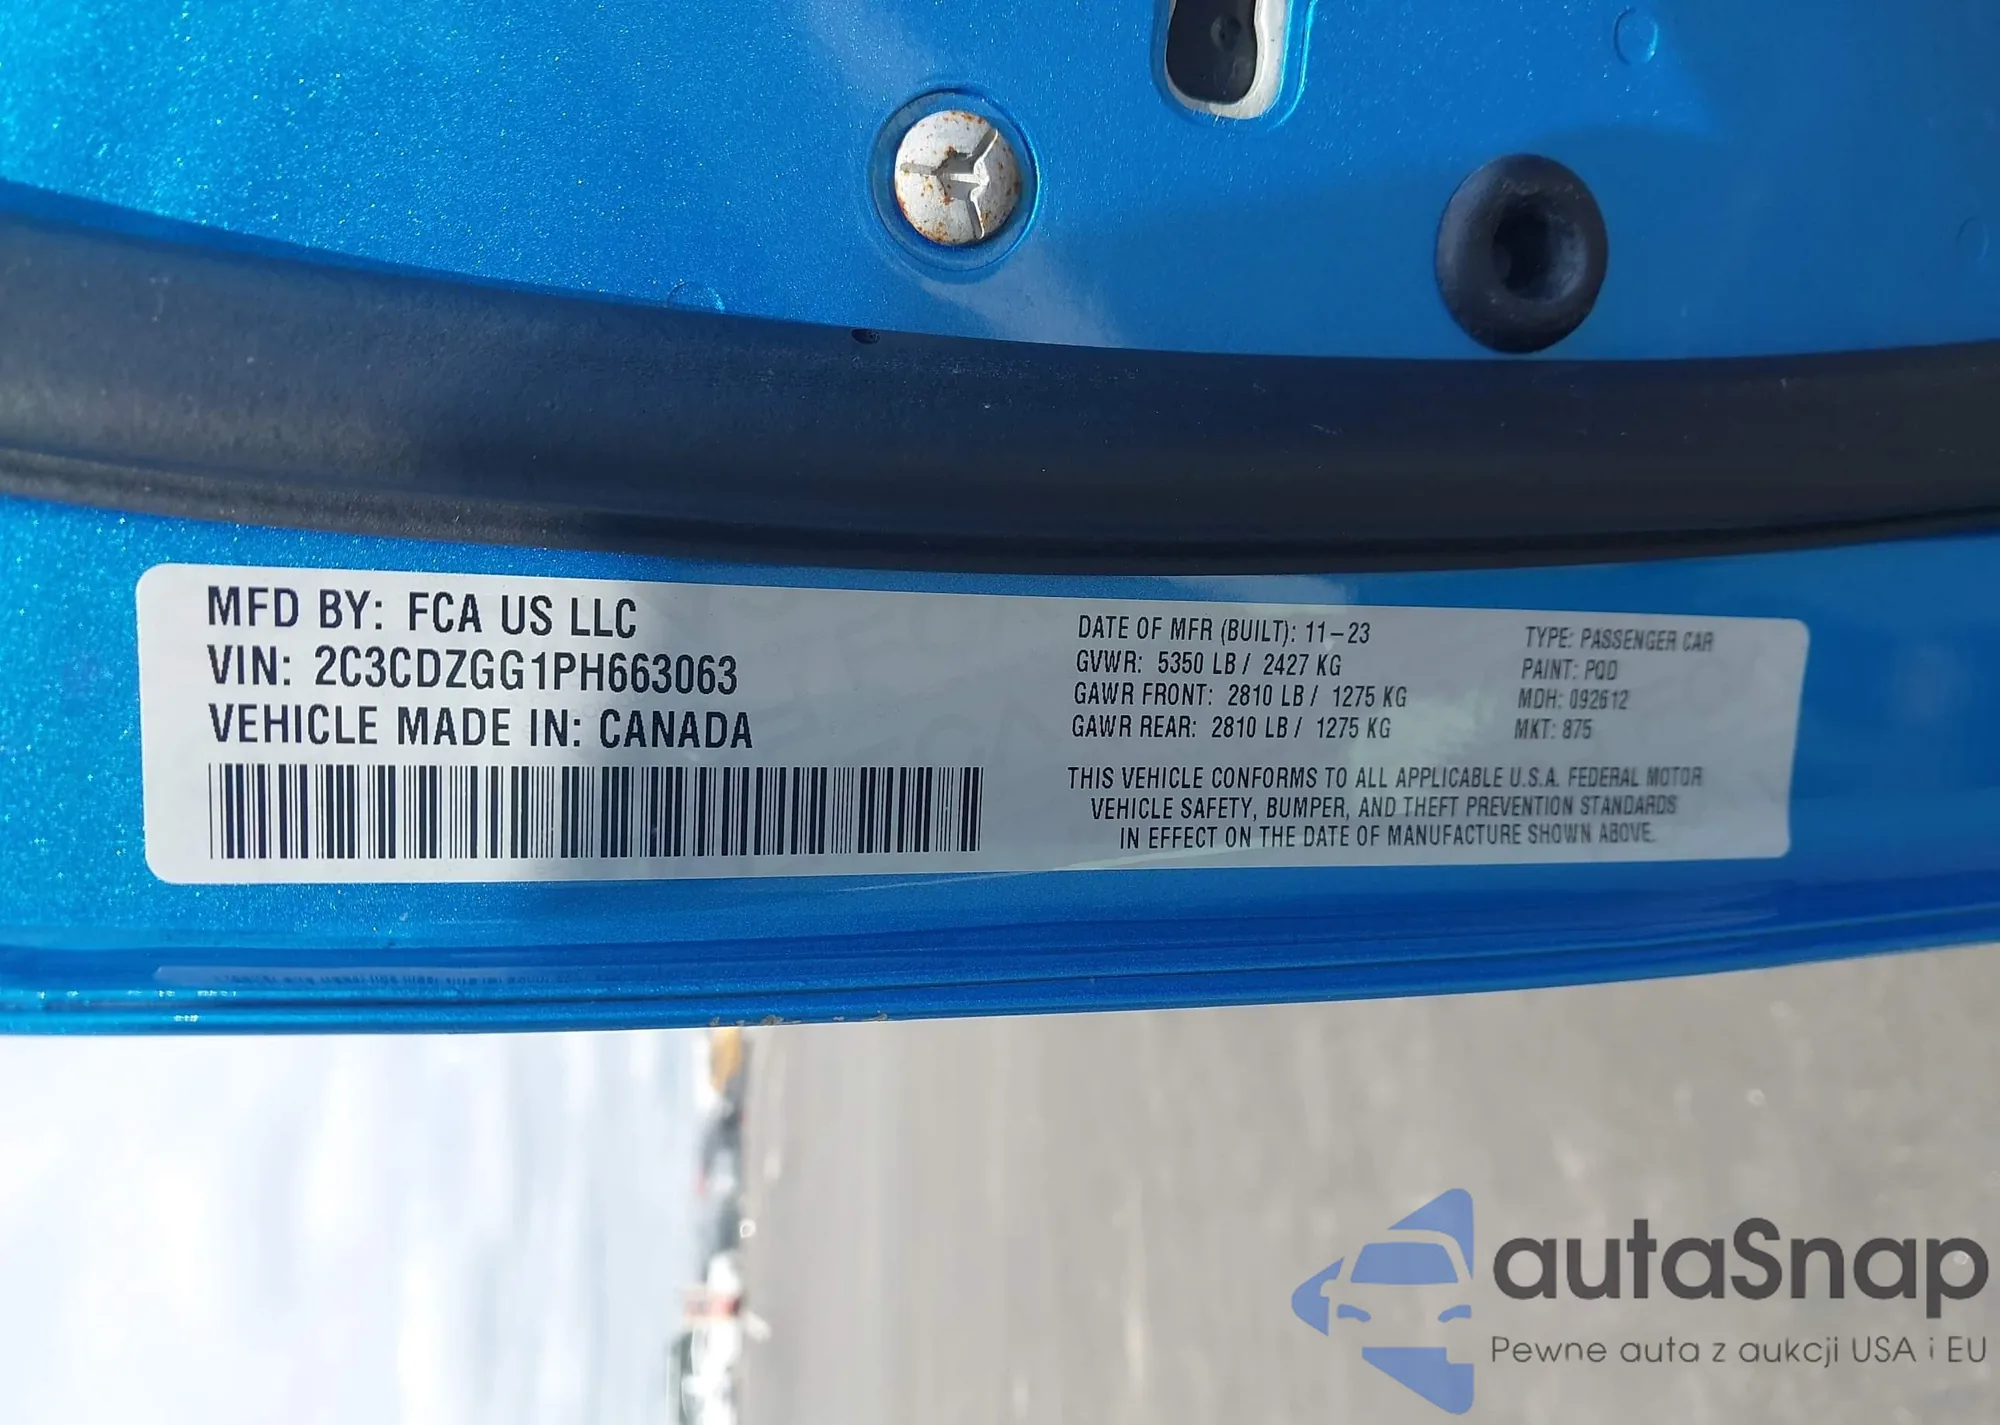 MFD BY: FCA US LLC
VIN: 2C3CDZGG1PH663063
VEHICLE MADE IN: CANADA
DATE OF MFR (BUILT): 11-23
GVWR: 5350 LB / 2427 KG
GAWR FRONT: 2810 LB / 1275 KG
GAWR REAR: 2810 LB / 1275 KG
TYPE: PASSENGER CAR
PAINT: PQD
MDH: 092612
MKT: 875
THIS VEHICLE CONFORMS TO ALL APPLICABLE U.S.A. FEDERAL MOTOR
VEHICLE SAFETY, BUMPER, AND THEFT PREVENTION STANDARDS
IN EFFECT ON THE DATE OF MANUFACTURE SHOWN ABOVE.
autaSnap
Pewne auta z aukcji USA i EU